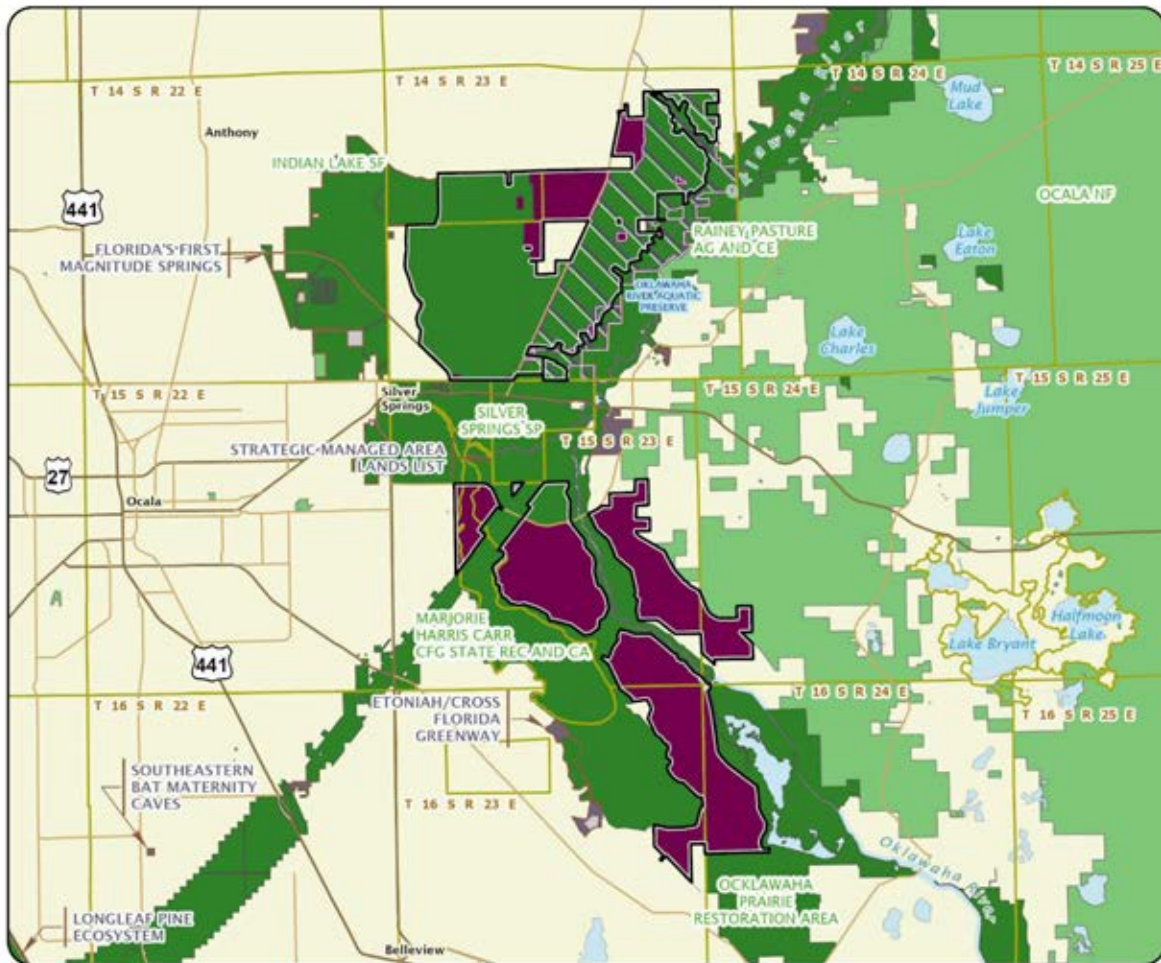 T 14 S R 22 E
T 14 S R 23 E
T 14 S R 24 E
T 14 S R 25 E
Oklawaha River
Mud
Lake
Anthony
INDIAN LAKE SF
441
OCALA NF
FLORIDA'S FIRST
MAGNITUDE SPRINGS
RAINEY PASTURE
AG AND CE
Lake
Eaton
OKLAWAHA
RIVER AQUATIC
PRESERVE
Lake
Charles
T 15 S R 22 E
Silver
Springs
T 15 S R 24 E
T 15 S R 25 E
Lake
Jumper
SILVER
SPRINGS SP
T 15 S R 23 E
STRATEGIC-MANAGED AREA
LANDS LIST
27
Ocala
MARJORIE
HARRIS CARR
CFG STATE REC AND CA
Halfmoon
Lake
Lake Bryant
441
T 16 S R 22 E
T 16 S R 24 E
T 16 S R 25 E
ETONIAH/CROSS
FLORIDA
GREENWAY
SOUTHEASTERN
BAT MATERNITY
CAVES
T 16 S R 23 E
Oklawaha River
OCKLAWAHA
PRAIRIE
RESTORATION AREA
LONGLEAF PINE
ECOSYSTEM
Belleview